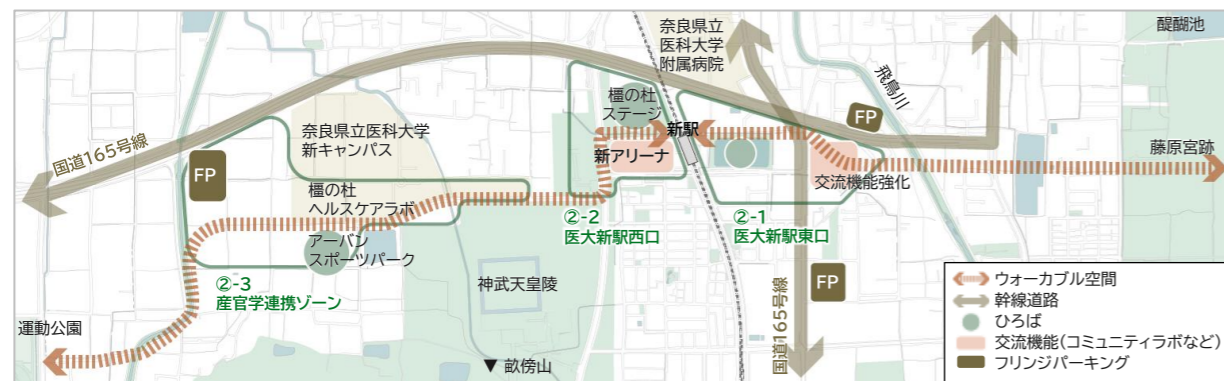 奈良県立
医科大学
附属病院
醍醐池
飛鳥川
FP
橿の杜
ステージ
新駅
新アリーナ
国道165号線
FP
奈良県立医科大学
新キャンパス
藤原宮跡
交流機能強化
橿の杜
ヘルスケアラボ
アーバン
スポーツパーク
②-2
医大新駅西口
②-1
医大新駅東口
②-3
産官学連携ゾーン
神武天皇陵
FP
国道165号線
運動公園
▼ 畝傍山
ウォーカブル空間
幹線道路
ひろば
交流機能(コミュニティラボなど)
フリンジパーキング